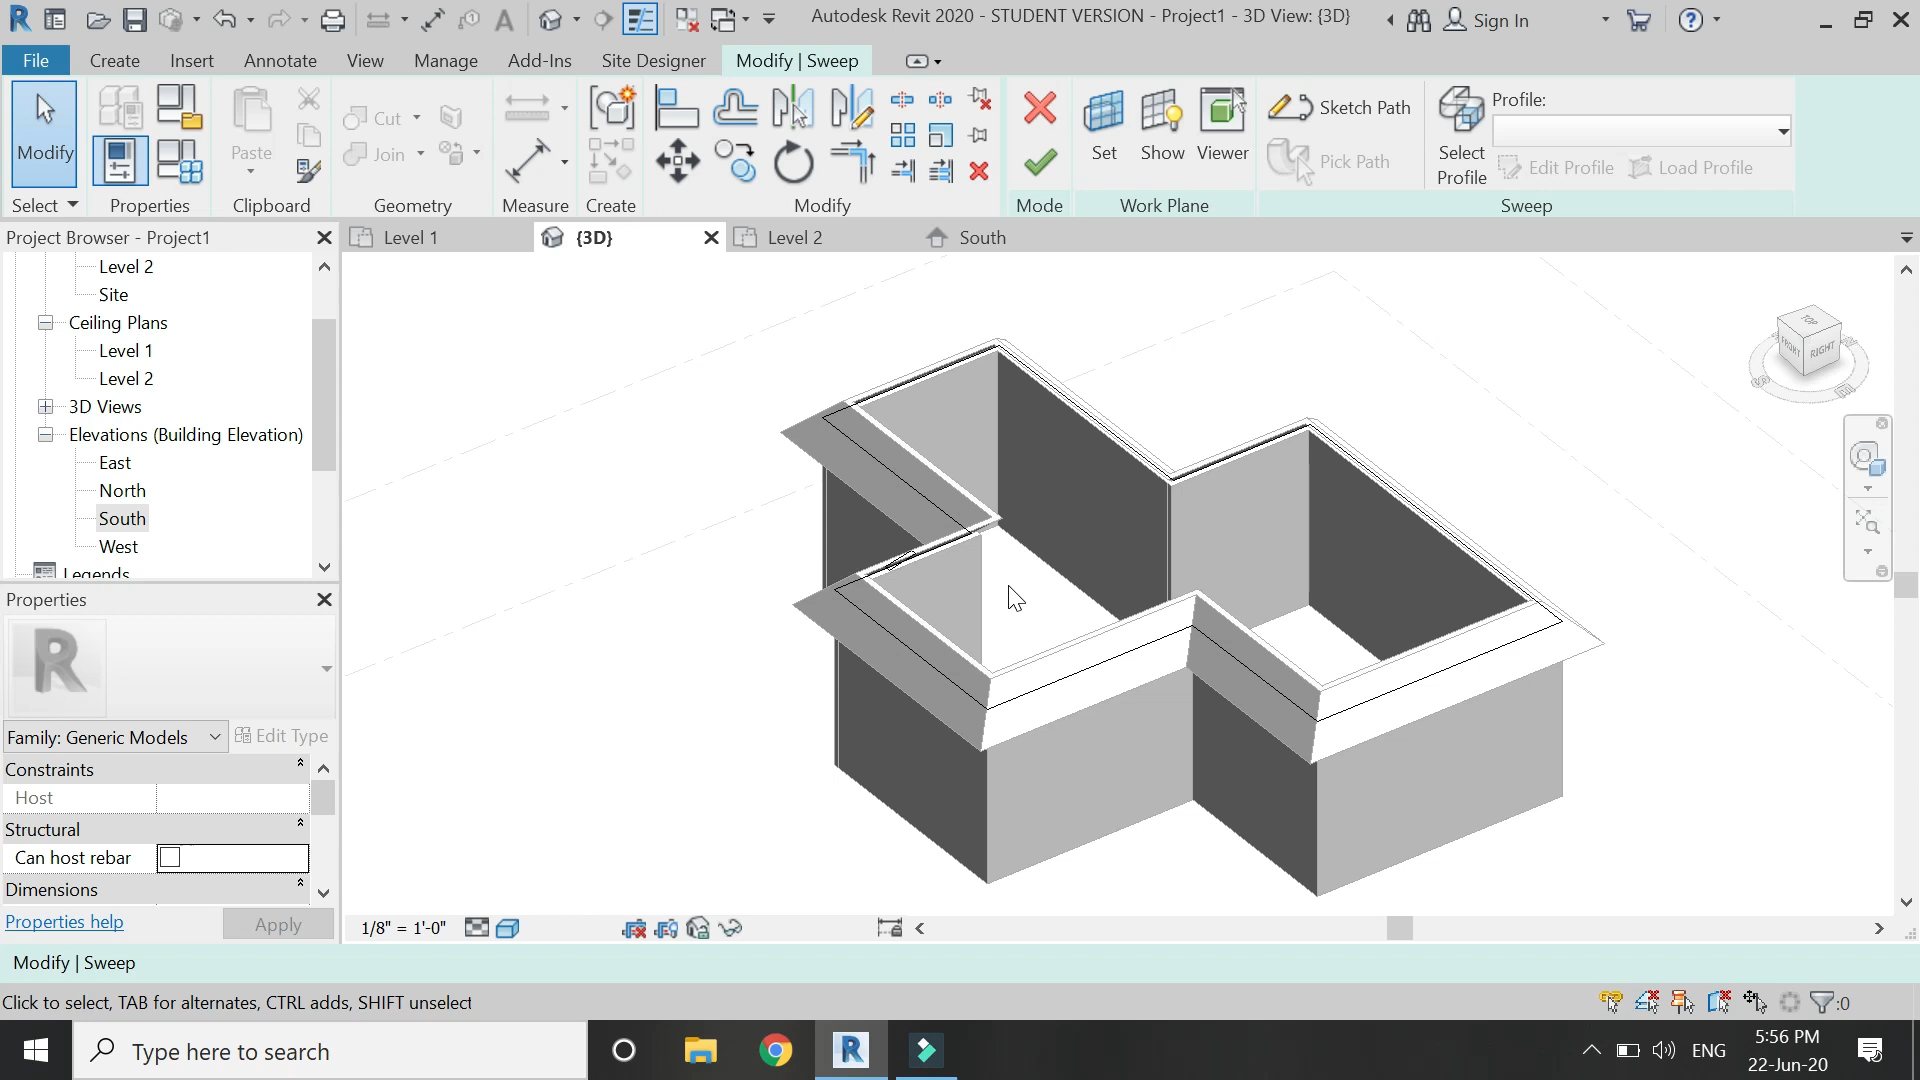 Autodesk Revit 2020 - STUDENT VERSION - Project1 - 3D View: {3D}
Sign In
File
Create
Insert
Annotate
View
Manage
Add-Ins
Site Designer
Modify | Sweep
Modify
Paste
Cut
Join
Set
Show
Viewer
Sketch Path
Pick Path
Select
Profile
Profile:
Edit Profile
Load Profile
Select
Properties
Clipboard
Geometry
Measure
Create
Modify
Mode
Work Plane
Sweep
Project Browser - Project1
Level 1
{3D}
Level 2
South
Level 2
Site
Ceiling Plans
Level 1
Level 2
3D Views
Elevations (Building Elevation)
East
North
South
West
Legends
TOP
FRONT
RIGHT
Properties
R
Family: Generic Models
Edit Type
Constraints
Host
Structural
Can host rebar
Dimensions
Properties help
Apply
1/8" = 1'-0"
Modify | Sweep
Click to select, TAB for alternates, CTRL adds, SHIFT unselect
:0
Type here to search
ENG
5:56 PM
22-Jun-20